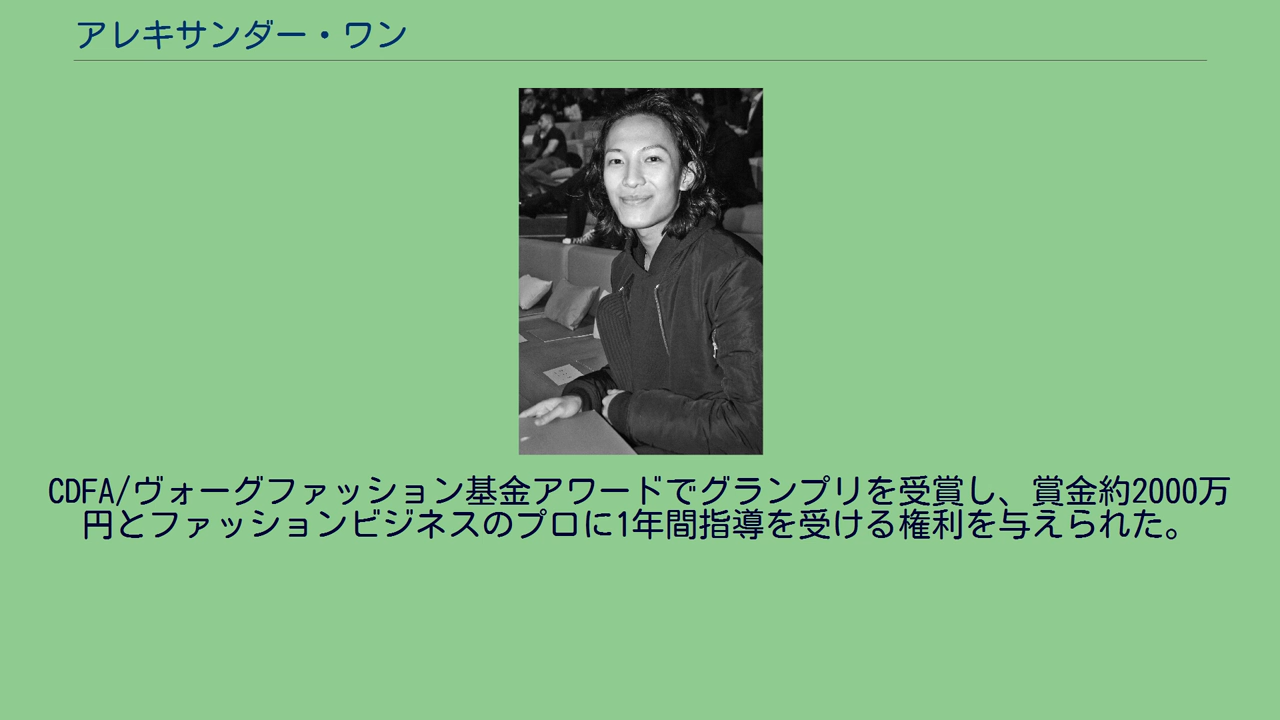 アレキサンダー・ワン
CDFA/ヴォーグファッション基金アワードでグランプリを受賞し、賞金約2000万
円とファッションビジネスのプロに1年間指導を受ける権利を与えられた。